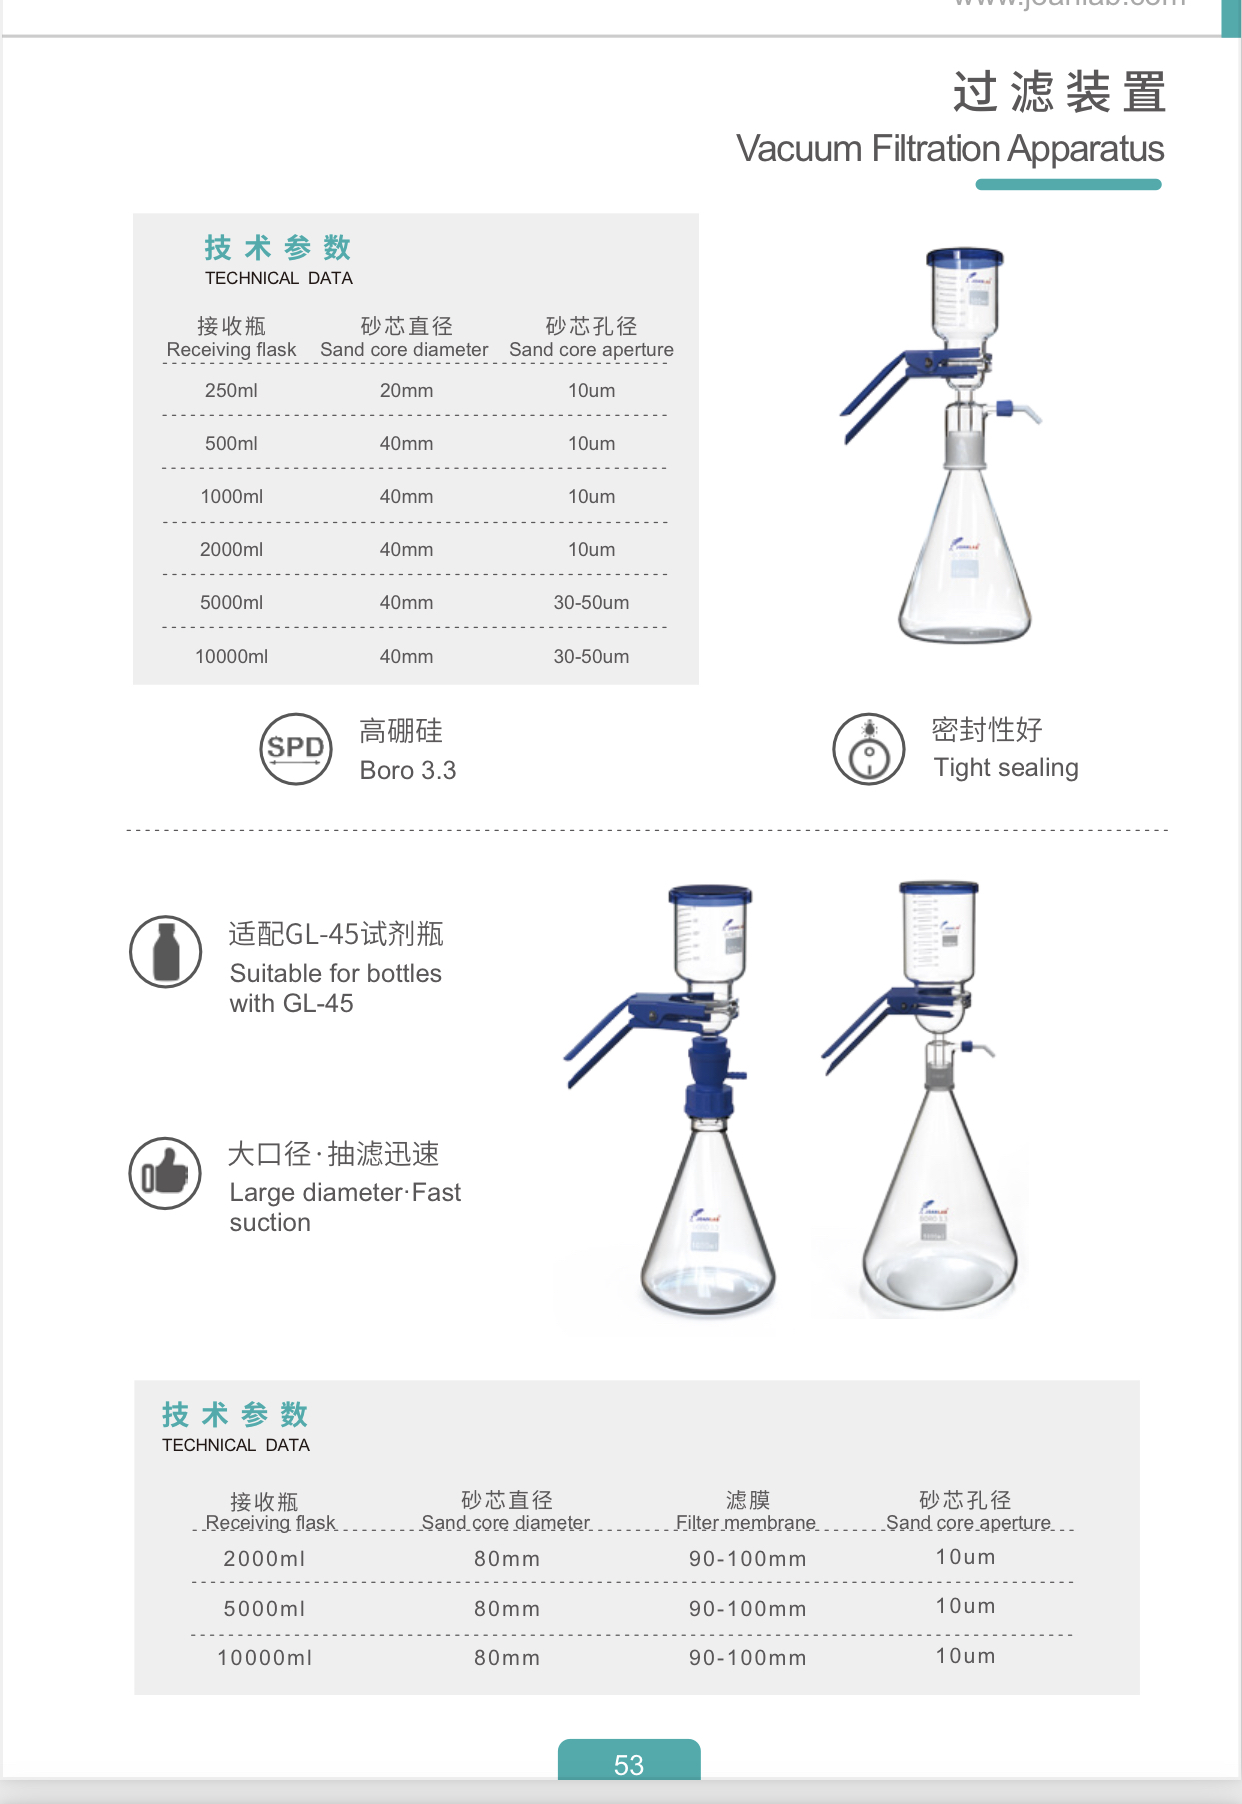 www.joanlab.com
过滤装置
Vacuum Filtration Apparatus
技术参数
TECHNICAL DATA
接收瓶 砂芯直径 砂芯孔径
Receiving flask Sand core diameter Sand core aperture
250ml 20mm 10um
500ml 40mm 10um
1000ml 40mm 10um
2000ml 40mm 10um
5000ml 40mm 30-50um
10000ml 40mm 30-50um
SPD
高硼硅
Boro 3.3
密封性好
Tight sealing
适配GL-45试剂瓶
Suitable for bottles
with GL-45
大口径·抽滤迅速
Large diameter·Fast
suction
JOANLAB
BORO 3.3
技术参数
TECHNICAL DATA
接收瓶 砂芯直径 滤膜 砂芯孔径
Receiving flask Sand core diameter Filter membrane Sand core aperture
2000ml 80mm 90-100mm 10um
5000ml 80mm 90-100mm 10um
10000ml 80mm 90-100mm 10um
53